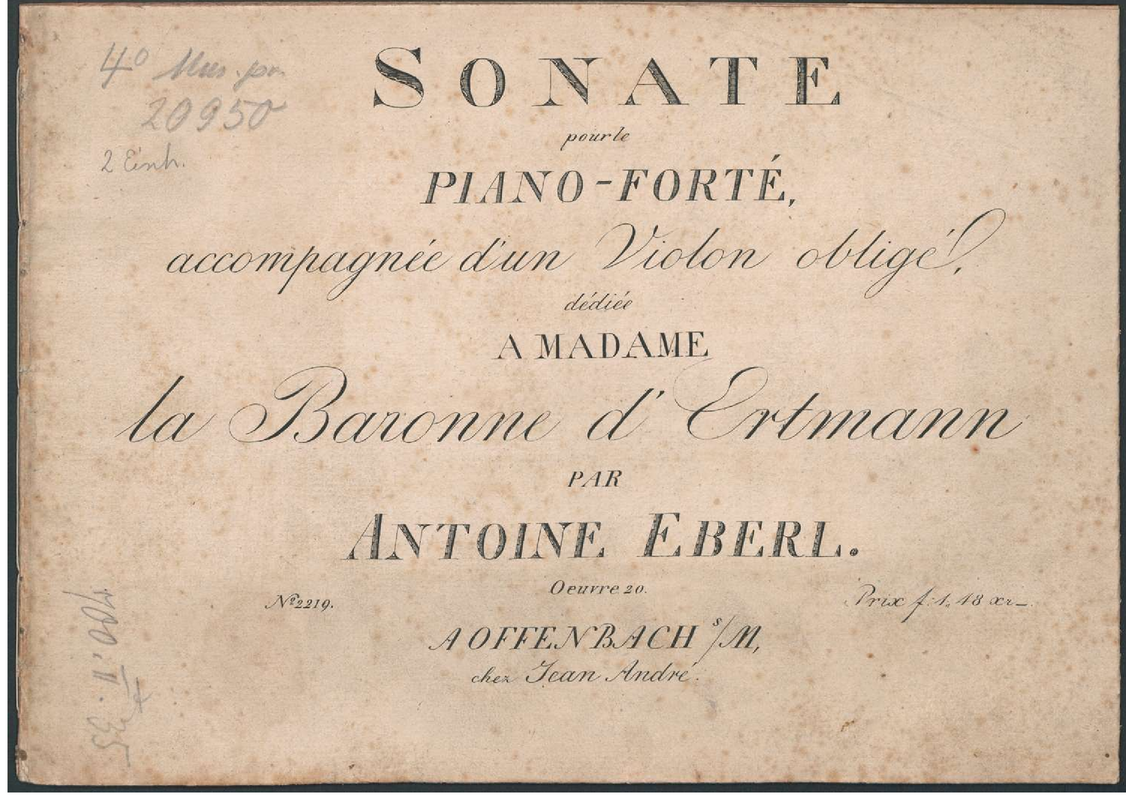 4° Mus. pr.
20950
2 Einh.
SONATE
pour le
PIANO-FORTÉ,
accompagnée d'un Violon obligé,
dédiée
A MADAME
la Baronne d'Ertmann
PAR
ANTOINE EBERL.
Oeuvre 20.
Nº 2219.
Prix f. 1, 48 xr
A OFFENBACH s/M,
chez Jean André.